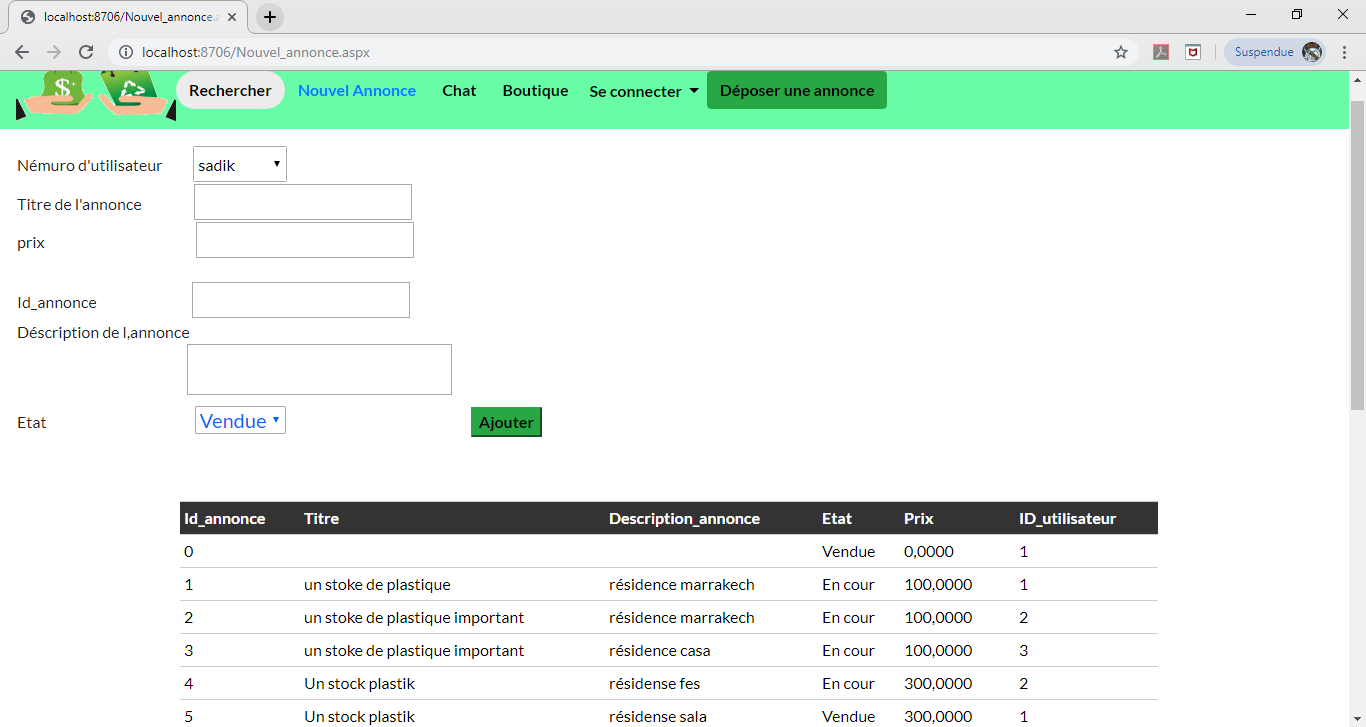 localhost:8706/Nouvel_annonce.a
localhost:8706/Nouvel_annonce.aspx
Suspendue
$
Rechercher Nouvel Annonce Chat Boutique Se connecter Déposer une annonce
Némuro d'utilisateur sadik
Titre de l'annonce
prix
Id_annonce
Déscription de l,annonce
Etat Vendue Ajouter
Id_annonce Titre Description_annonce Etat Prix ID_utilisateur
0 Vendue 0,0000 1
1 un stoke de plastique résidence marrakech En cour 100,0000 1
2 un stoke de plastique important résidence marrakech En cour 100,0000 2
3 un stoke de plastique important résidence casa En cour 100,0000 3
4 Un stock plastik résidense fes En cour 300,0000 2
5 Un stock plastik résidense sala Vendue 300,0000 1